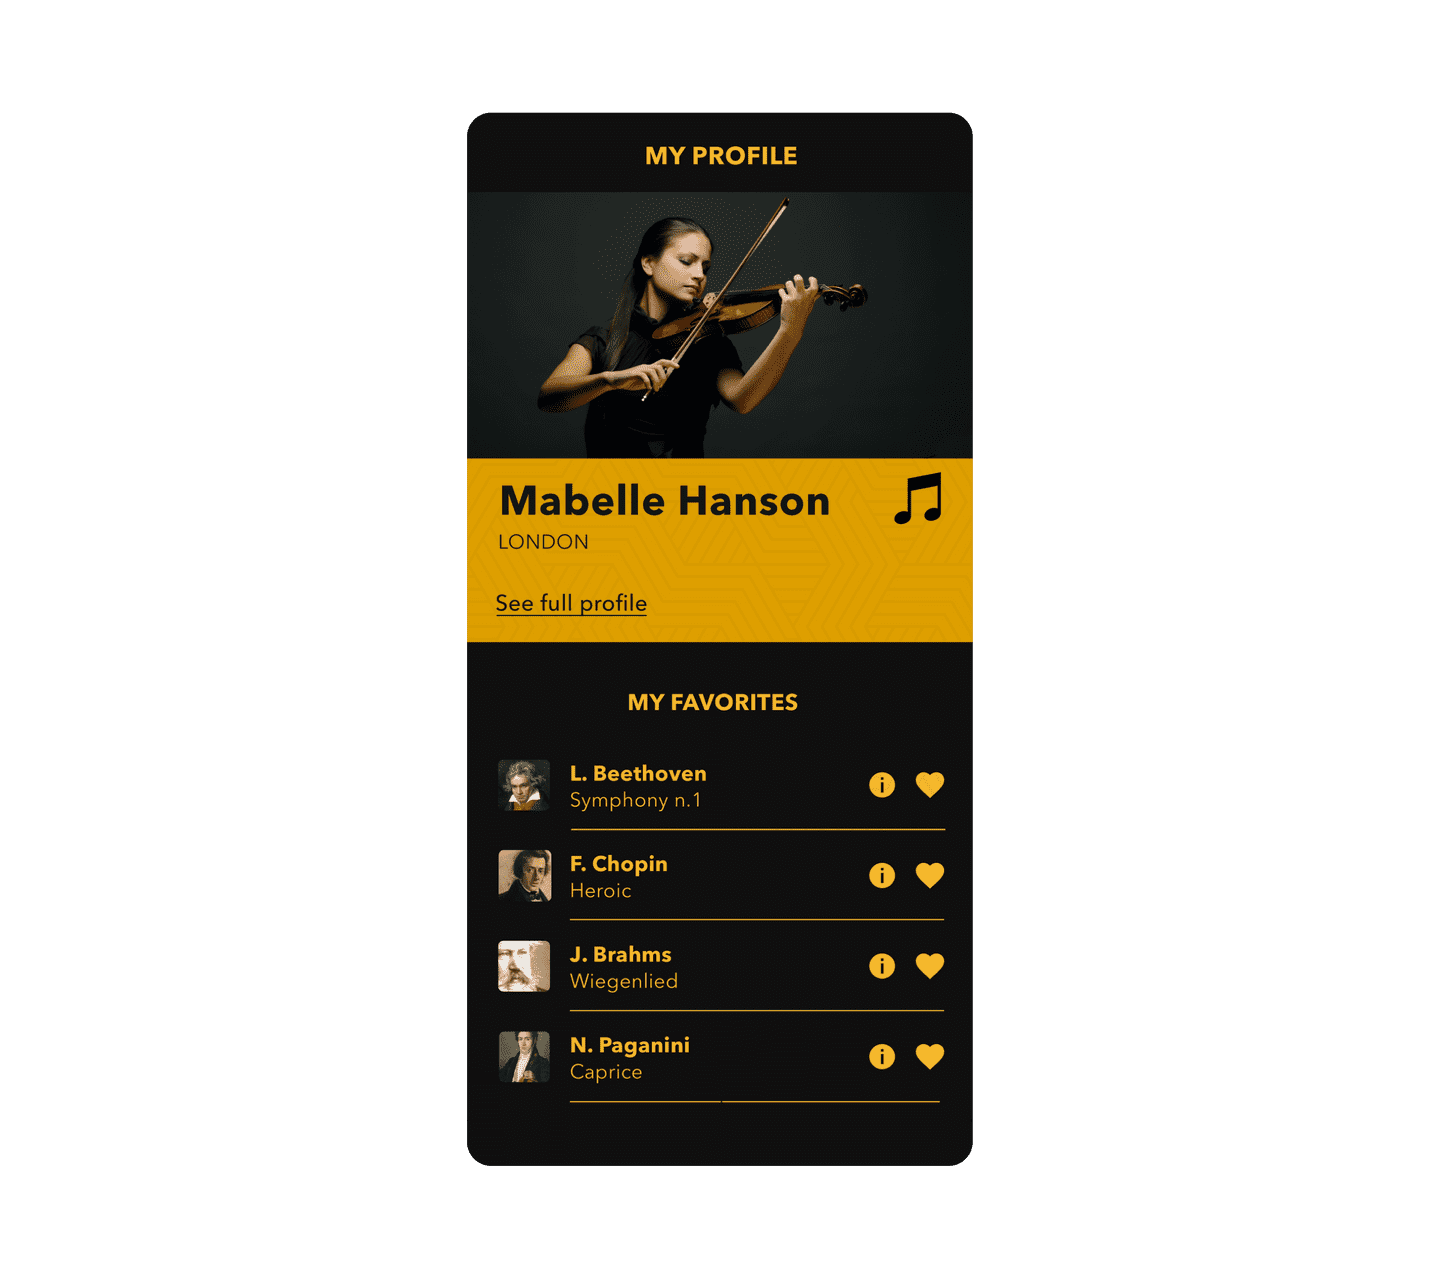 MY PROFILE
Mabelle Hanson
LONDON
See full profile
MY FAVORITES
L. Beethoven
Symphony n.1
F. Chopin
Heroic
J. Brahms
Wiegenlied
N. Paganini
Caprice